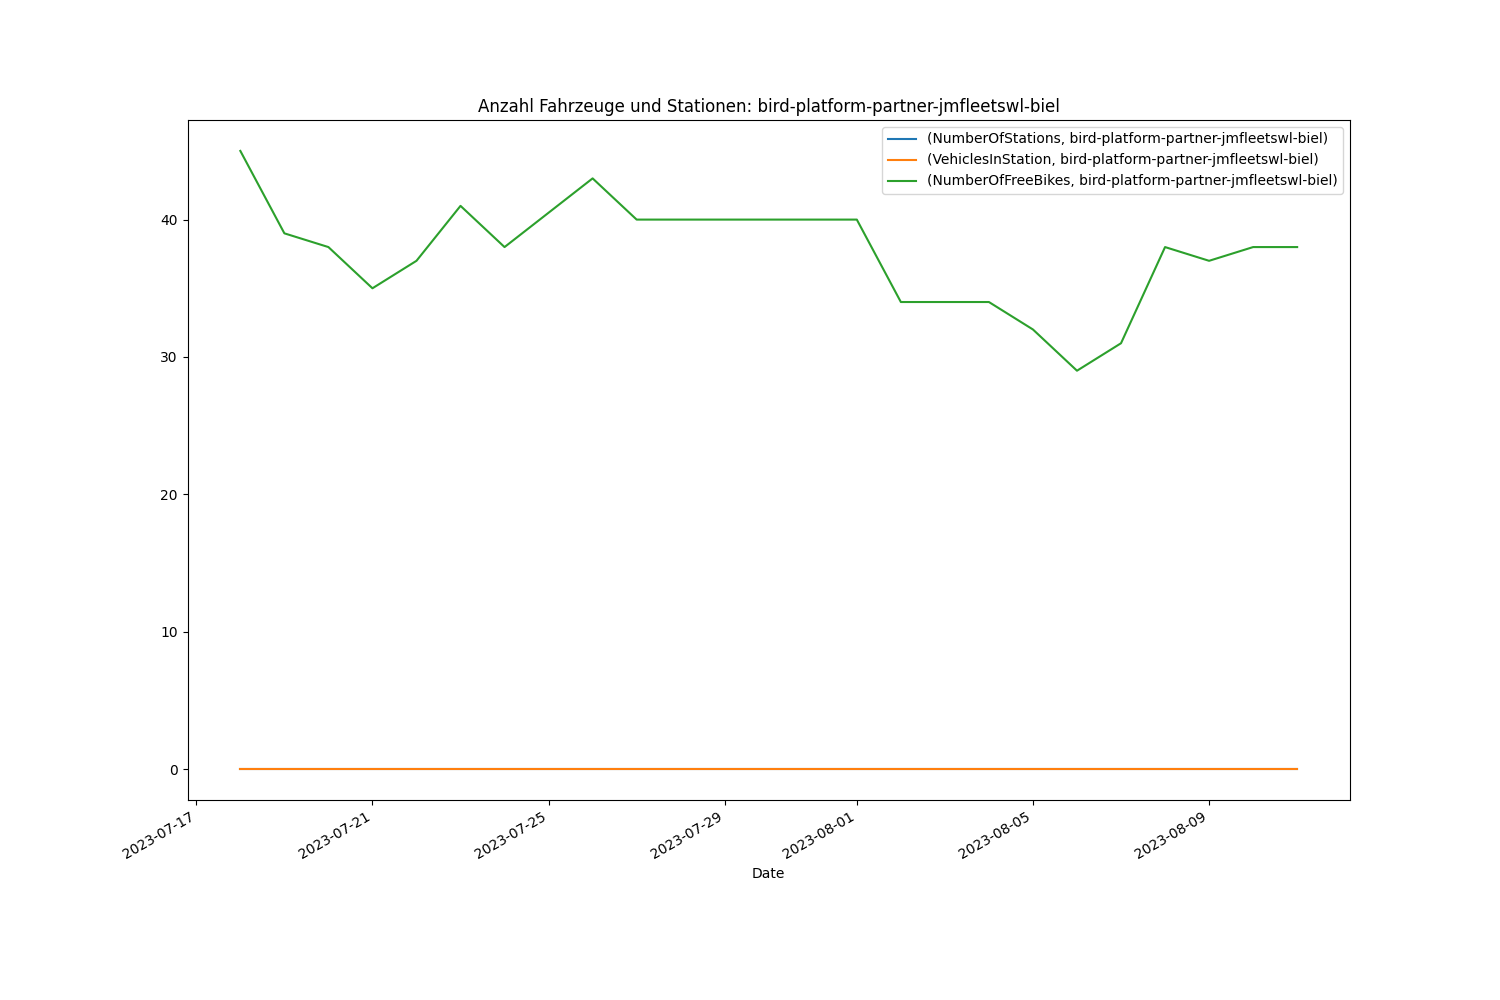 Anzahl Fahrzeuge und Stationen: bird-platform-partner-jmfleetswl-biel
(NumberOfStations, bird-platform-partner-jmfleetswl-biel)
(VehiclesInStation, bird-platform-partner-jmfleetswl-biel)
(NumberOfFreeBikes, bird-platform-partner-jmfleetswl-biel)
40
30
20
10
0
2023-07-17
2023-07-21
2023-07-25
2023-07-29
2023-08-01
2023-08-05
2023-08-09
Date